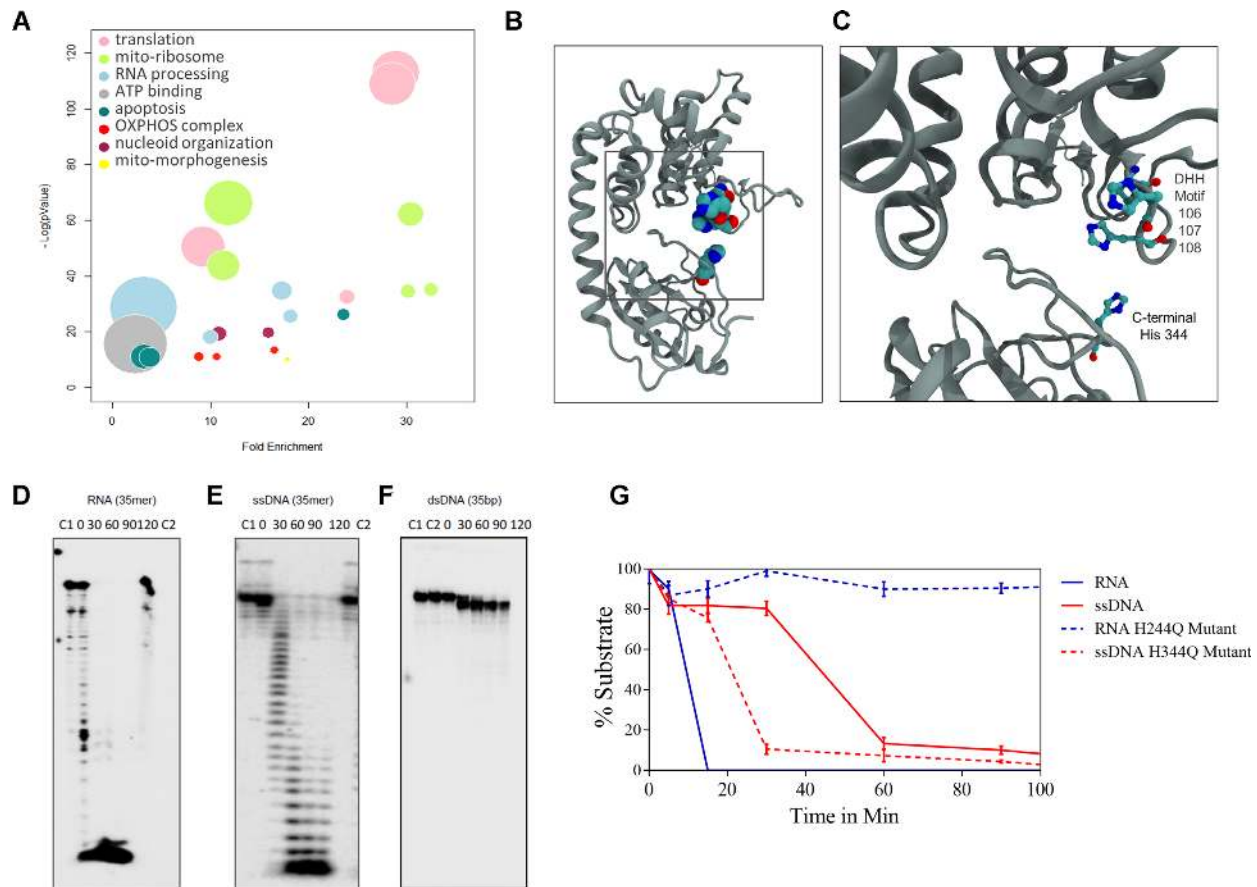 A
translation
mito-ribosome
RNA processing
ATP binding
apoptosis
OXPHOS complex
nucleoid organization
mito-morphogenesis
- Log(pValue)
120
100
80
60
40
20
0
0 10 20 30
Fold Enrichment
B
C
DHH
Motif
106
107
108
C-terminal
His 344
D
RNA (35mer)
C1 0 30 60 90120 C2
E
ssDNA (35mer)
C1 0 30 60 90 120 C2
F
dsDNA (35bp)
C1 C2 0 30 60 90 120
G
% Substrate
100
80
60
40
20
0
0 20 40 60 80 100
Time in Min
RNA
ssDNA
RNA H244Q Mutant
ssDNA H344Q Mutant